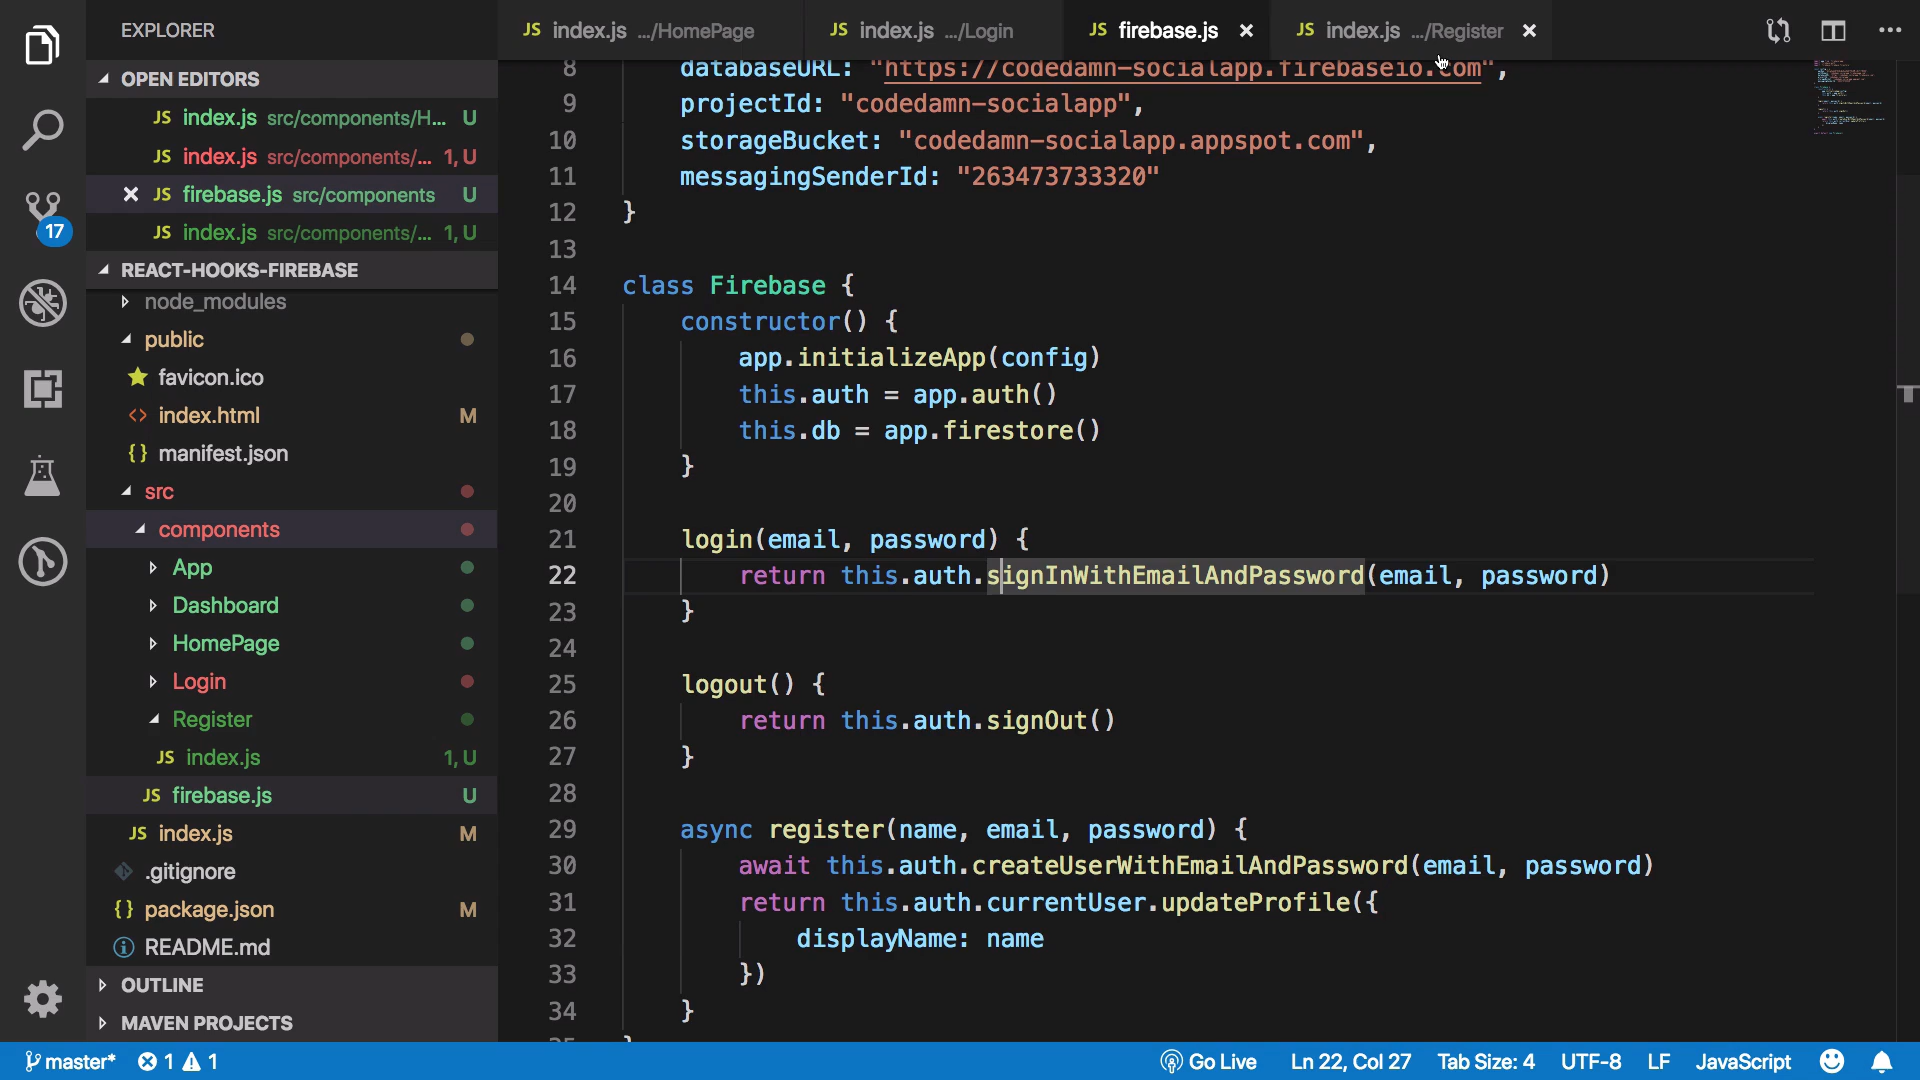 EXPLORER
JS index.js .../HomePage
JS index.js .../Login
JS firebase.js ×
JS index.js .../Register ×
OPEN EDITORS
JS index.js src/components/H... U
JS index.js src/components/... 1, U
× JS firebase.js src/components U
JS index.js src/components/... 1, U
17
REACT-HOOKS-FIREBASE
node_modules
public
favicon.ico
<> index.html M
{} manifest.json
src
components
App
Dashboard
HomePage
Login
Register
JS index.js 1, U
JS firebase.js U
JS index.js M
.gitignore
{} package.json M
README.md
OUTLINE
MAVEN PROJECTS
8 databaseURL: "https://codedamn-socialapp.firebaseio.com",
9 projectId: "codedamn-socialapp",
10 storageBucket: "codedamn-socialapp.appspot.com",
11 messagingSenderId: "263473733320"
12 }
13
14 class Firebase {
15 constructor() {
16 app.initializeApp(config)
17 this.auth = app.auth()
18 this.db = app.firestore()
19 }
20
21 login(email, password) {
22 return this.auth.signInWithEmailAndPassword(email, password)
23 }
24
25 logout() {
26 return this.auth.signOut()
27 }
28
29 async register(name, email, password) {
30 await this.auth.createUserWithEmailAndPassword(email, password)
31 return this.auth.currentUser.updateProfile({
32 displayName: name
33 })
34 }
master* 1 1
Go Live Ln 22, Col 27 Tab Size: 4 UTF-8 LF JavaScript